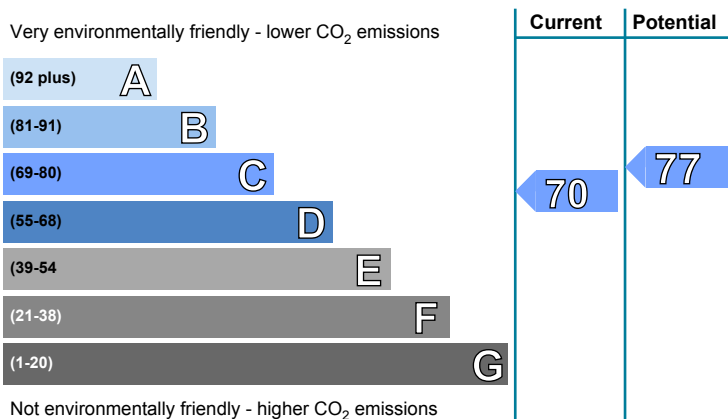 Very environmentally friendly - lower CO₂ emissions
Current
Potential
(92 plus) A
(81-91) B
(69-80) C
(55-68) D
(39-54 E
(21-38) F
(1-20) G
70
77
Not environmentally friendly - higher CO₂ emissions